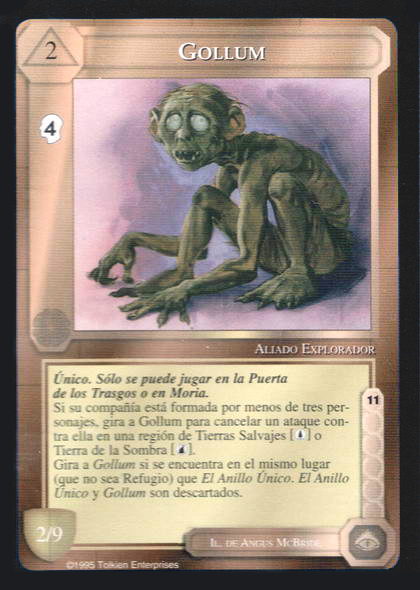 2
GOLLUM
4
ALIADO EXPLORADOR
Único. Sólo se puede jugar en la Puerta
de los Trasgos o en Moria.
Si su compañía está formada por menos de tres per-
sonajes, gira a Gollum para cancelar un ataque con-
tra ella en una región de Tierras Salvajes [ ] o
Tierra de la Sombra [ ].
Gira a Gollum si se encuentra en el mismo lugar
(que no sea Refugio) que El Anillo Único. El Anillo
Único y Gollum son descartados.
11
2/9
IL. DE ANGUS MCBRIDE
©1995 Tolkien Enterprises